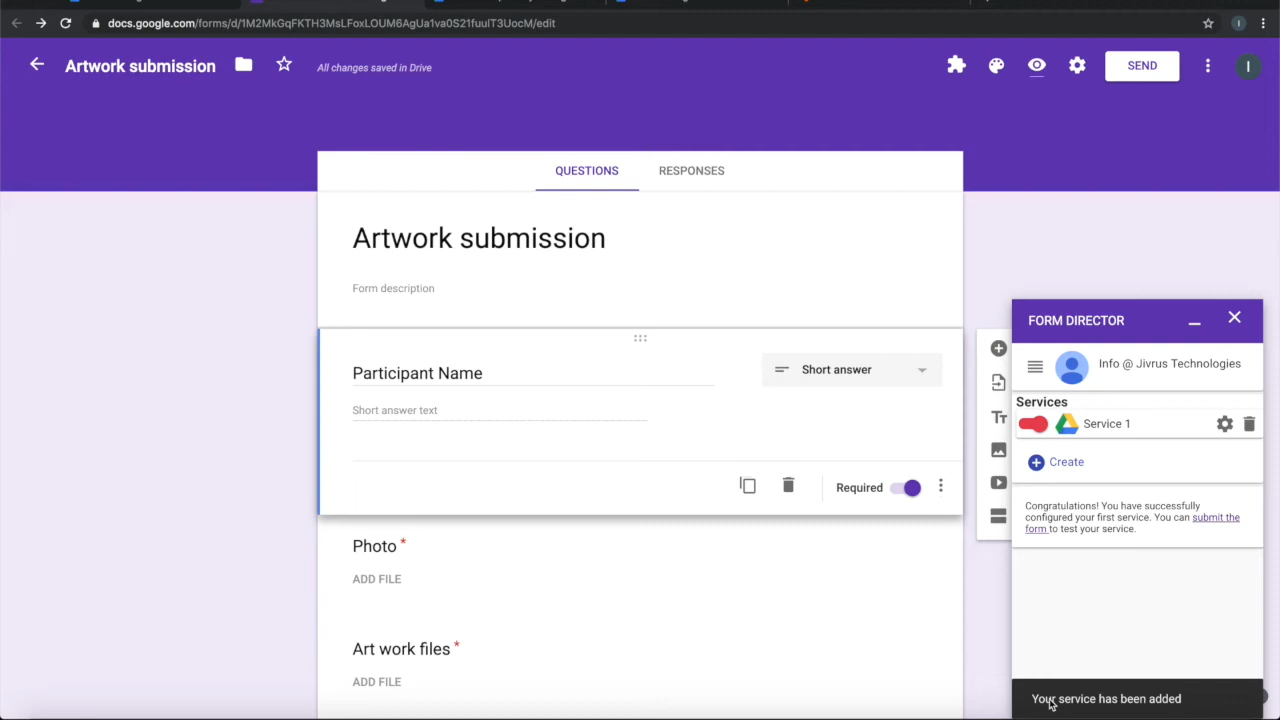 docs.google.com/forms/d/1M2MkGqFKTH3MsLFoxLOUM6AgUa1va0S21fuuIT3UocM/edit
Artwork submission
All changes saved in Drive
SEND
I
QUESTIONS
RESPONSES
Artwork submission
Form description
Participant Name
Short answer
Short answer text
Required
Photo *
ADD FILE
Art work files *
ADD FILE
FORM DIRECTOR
Info @ Jivrus Technologies
Services
Service 1
Create
Congratulations! You have successfully
configured your first service. You can submit the
form to test your service.
Your service has been added